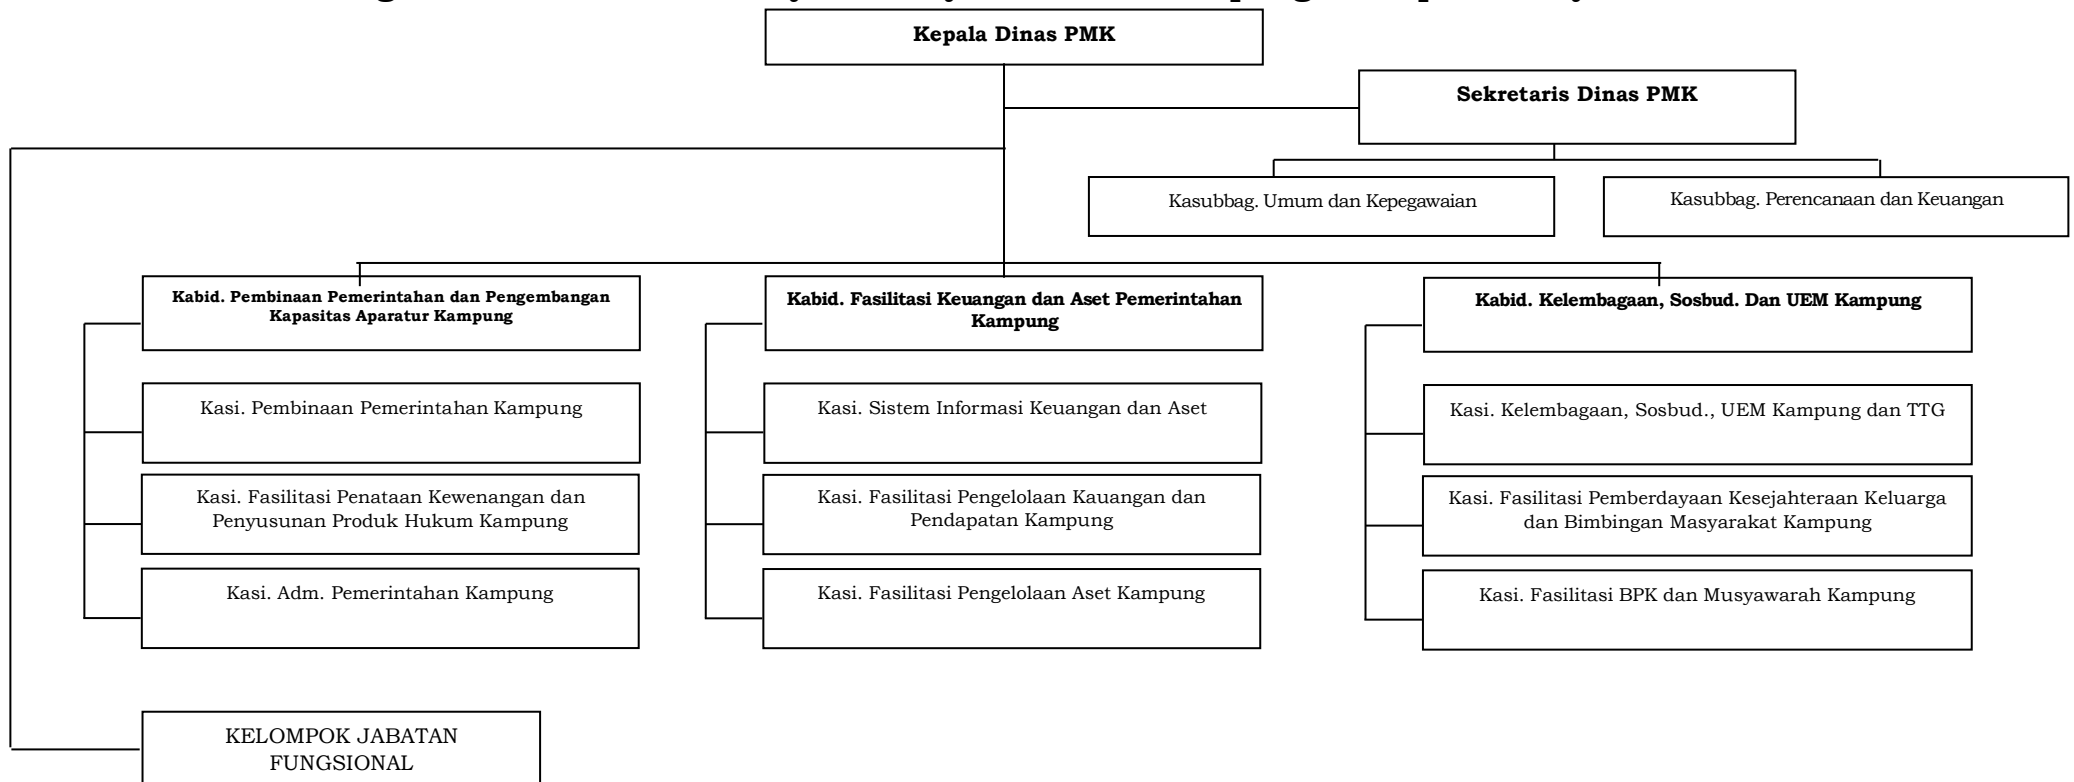 Kepala Dinas PMK
Sekretaris Dinas PMK
Kasubbag. Umum dan Kepegawaian
Kasubbag. Perencanaan dan Keuangan
Kabid. Pembinaan Pemerintahan dan Pengembangan
Kapasitas Aparatur Kampung
Kabid. Fasilitasi Keuangan dan Aset Pemerintahan
Kampung
Kabid. Kelembagaan, Sosbud. Dan UEM Kampung
Kasi. Pembinaan Pemerintahan Kampung
Kasi. Sistem Informasi Keuangan dan Aset
Kasi. Kelembagaan, Sosbud., UEM Kampung dan TTG
Kasi. Fasilitasi Penataan Kewenangan dan
Penyusunan Produk Hukum Kampung
Kasi. Fasilitasi Pengelolaan Kauangan dan
Pendapatan Kampung
Kasi. Fasilitasi Pemberdayaan Kesejahteraan Keluarga
dan Bimbingan Masyarakat Kampung
Kasi. Adm. Pemerintahan Kampung
Kasi. Fasilitasi Pengelolaan Aset Kampung
Kasi. Fasilitasi BPK dan Musyawarah Kampung
KELOMPOK JABATAN
FUNGSIONAL